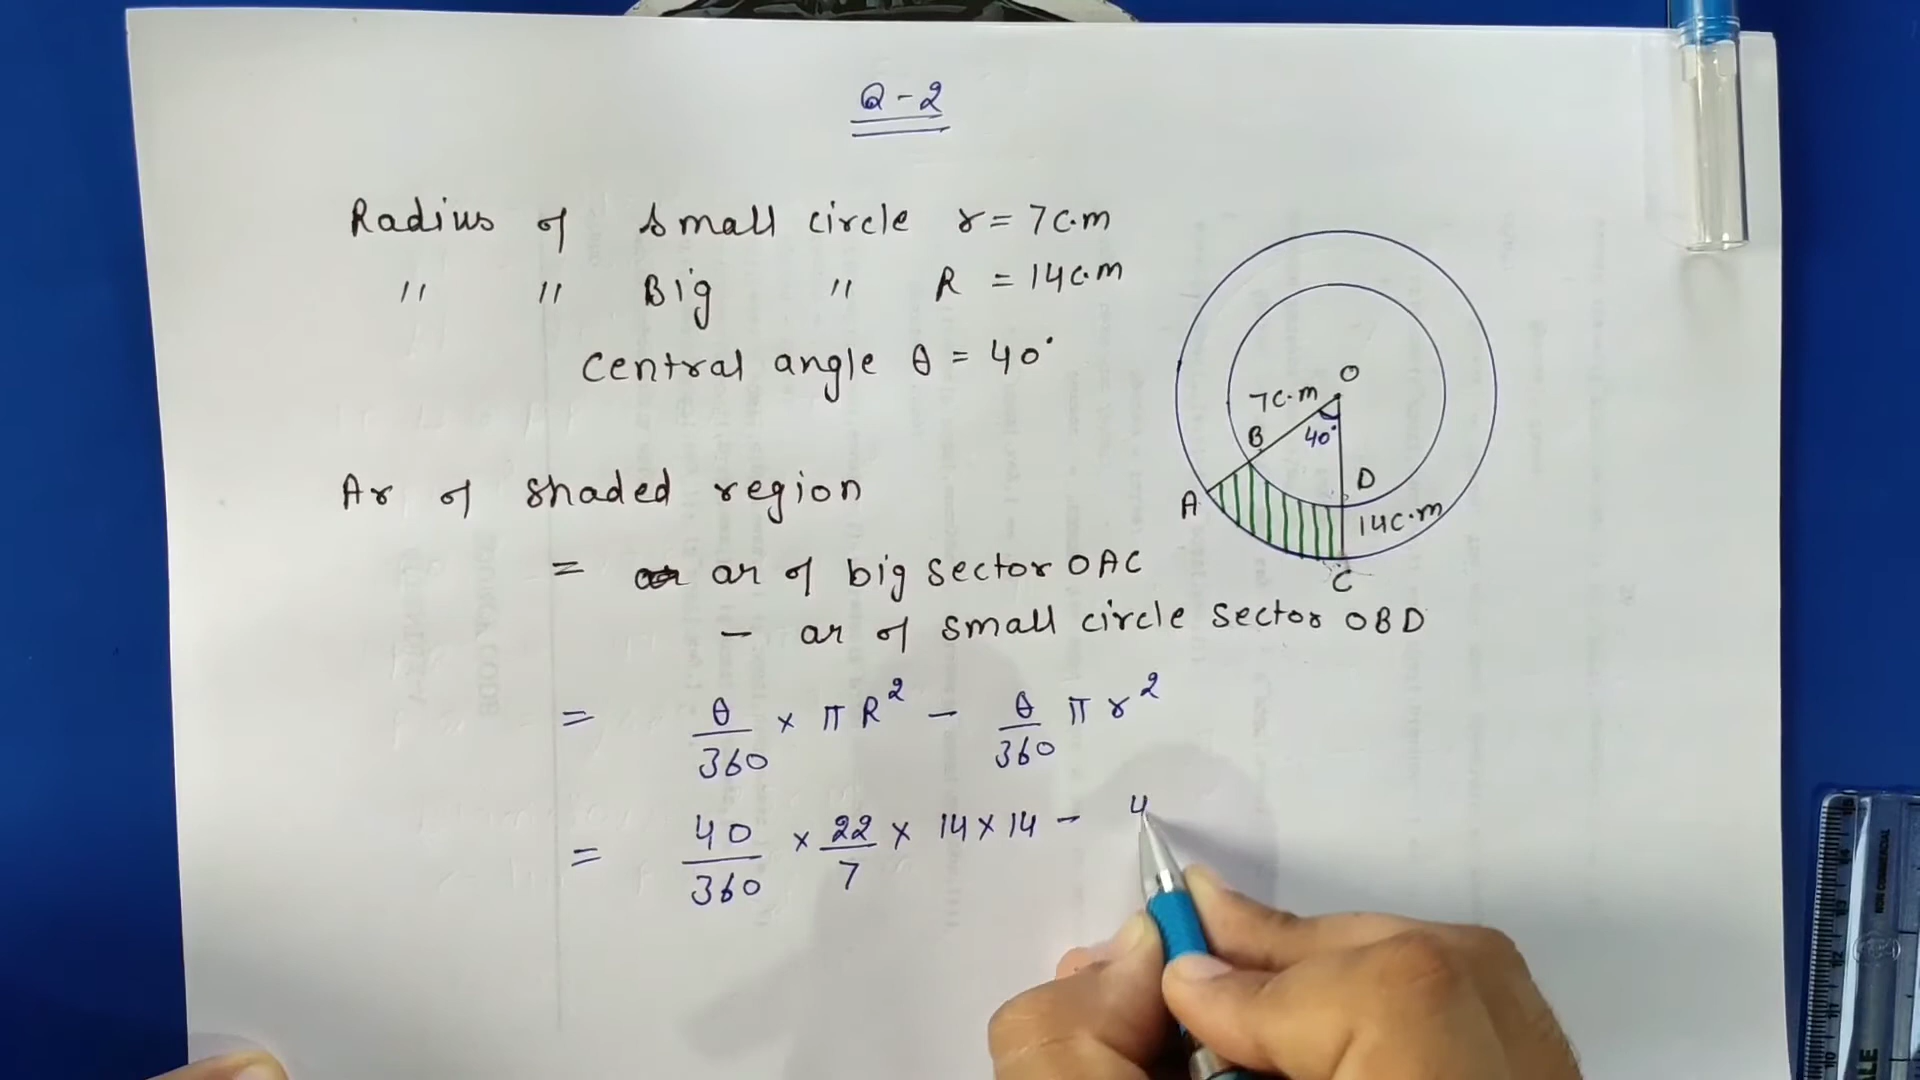 Q-2
Radius of small circle r = 7c.m
" " Big " R = 14c.m
Central angle θ = 40°
7c.m
O
B
40°
A
D
14c.m
C
Ar of shaded region
= ar of big sector OAC
- ar of small circle sector OBD
= θ/360 × πR² - θ/360 πr²
= 40/360 × 22/7 × 14 × 14 - 4
NON COMMERCIAL